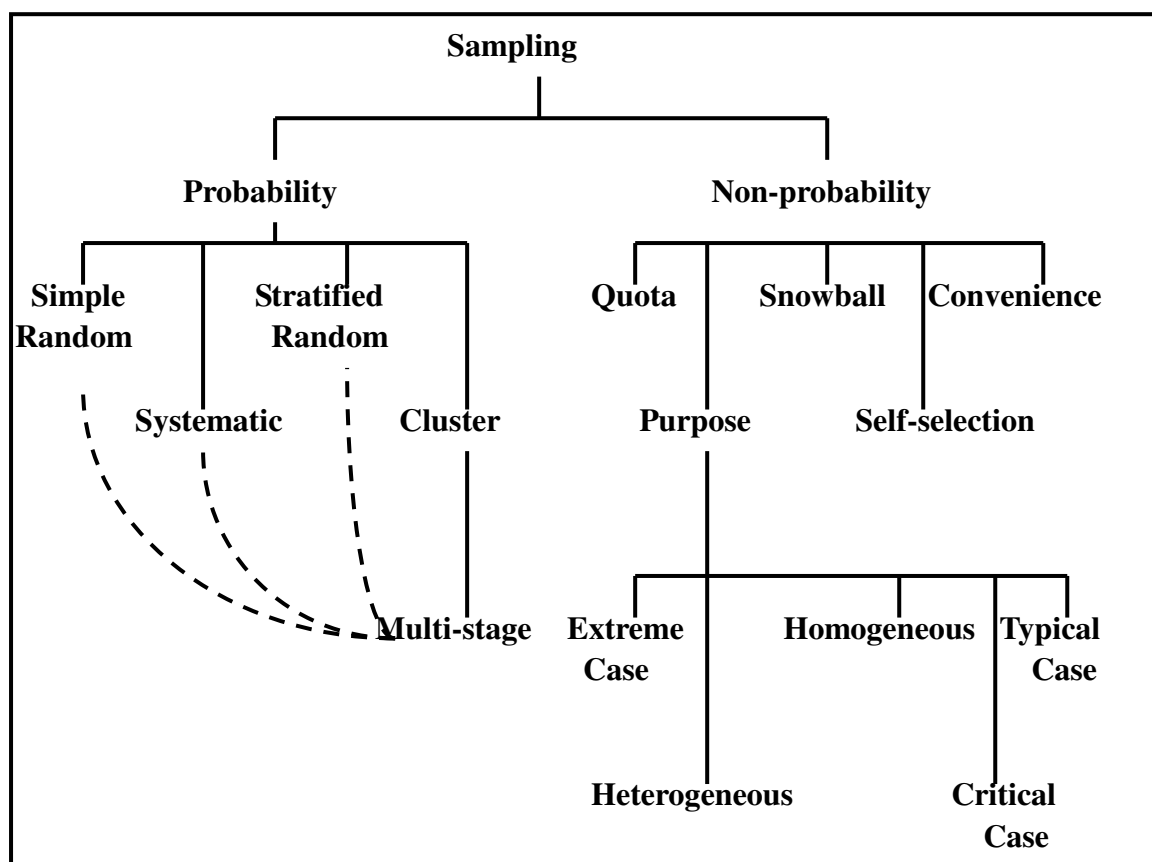 Sampling
Probability
Non-probability
Simple
Random
Stratified
Random
Quota
Snowball
Convenience
Systematic
Cluster
Purpose
Self-selection
Multi-stage
Extreme
Case
Homogeneous
Typical
Case
Heterogeneous
Critical
Case